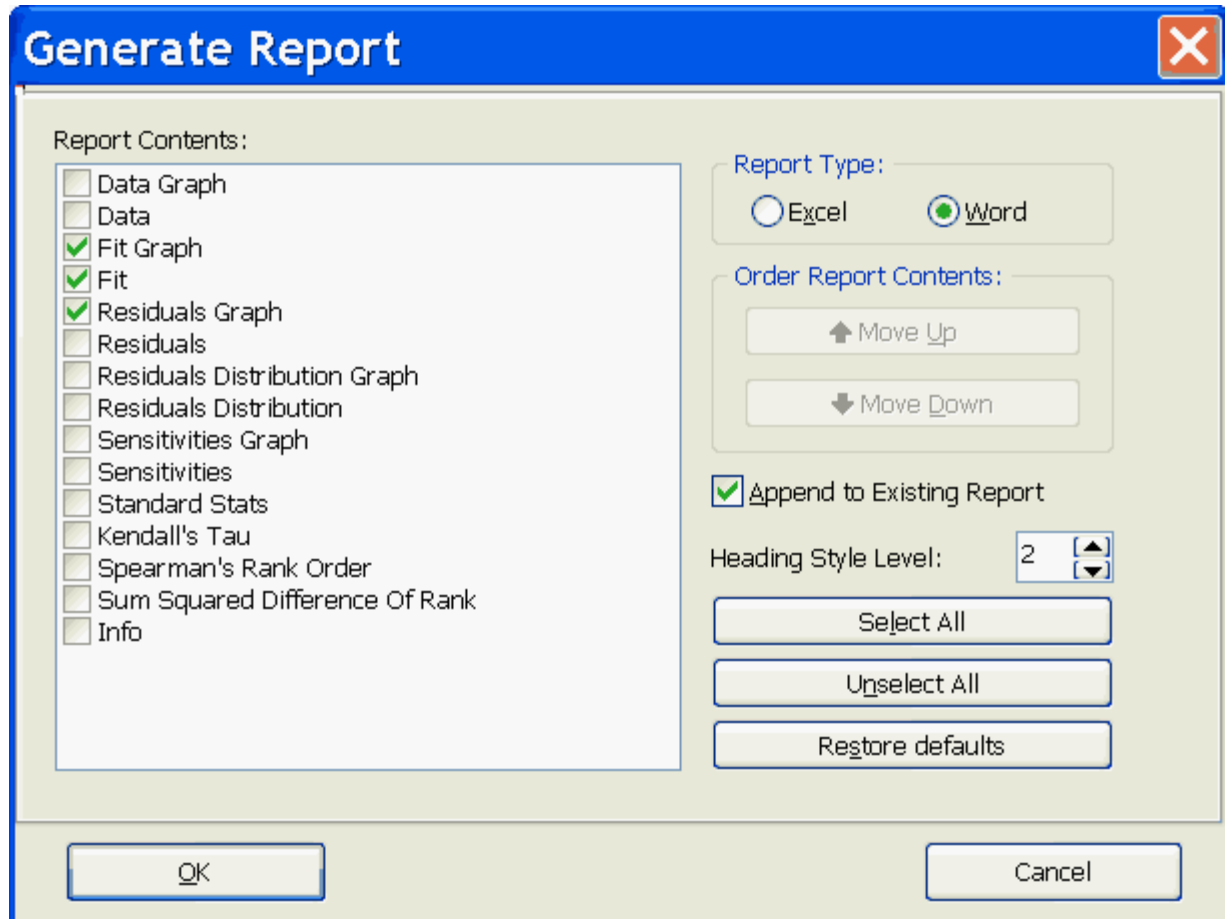 Generate Report
Report Contents:
Data Graph
Data
Fit Graph
Fit
Residuals Graph
Residuals
Residuals Distribution Graph
Residuals Distribution
Sensitivities Graph
Sensitivities
Standard Stats
Kendall's Tau
Spearman's Rank Order
Sum Squared Difference Of Rank
Info
Report Type:
Excel
Word
Order Report Contents:
Move Up
Move Down
Append to Existing Report
Heading Style Level: 2
Select All
Unselect All
Restore defaults
OK
Cancel